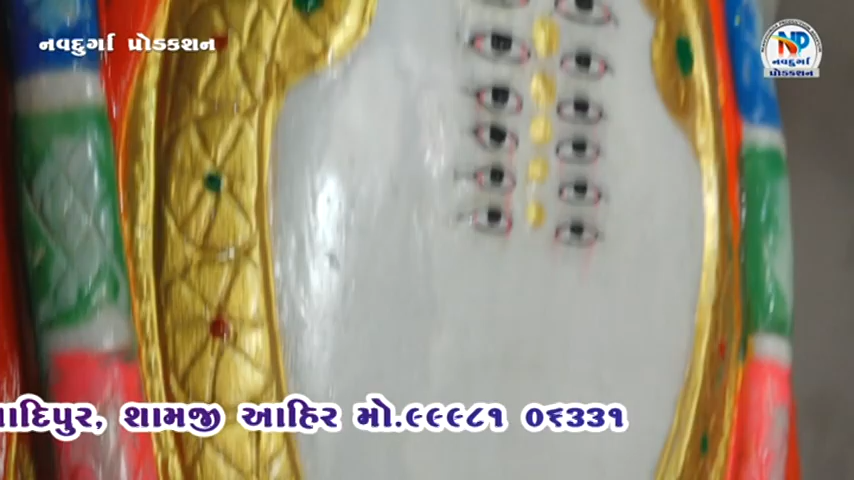 નવદુર્ગા પ્રોડકશન
NP
નવદુર્ગા
પ્રોડકશન
ાદિપુર, શામજી આહિર મો.૯૯૯૮૧ ૦૬૩૩૧